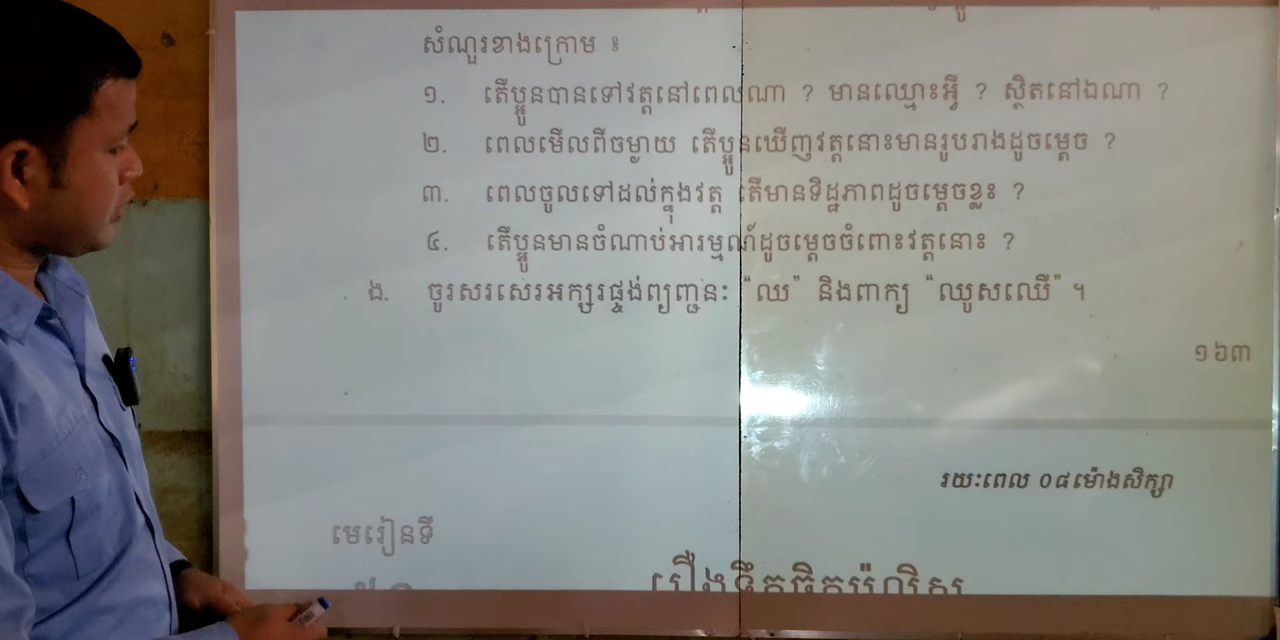 សំណួរខាងក្រោម ៖
១. តើប្អូនបានទៅវត្តនៅពេលណា ? មានឈ្មោះអ្វី ? ស្ថិតនៅឯណា ?
២. ពេលមើលពីចម្ងាយ តើប្អូនឃើញវត្តនោះមានរូបរាងដូចម្តេច ?
៣. ពេលចូលទៅដល់ក្នុងវត្ត តើមានទិដ្ឋភាពដូចម្តេចខ្លះ ?
៤. តើប្អូនមានចំណាប់អារម្មណ៍ដូចម្តេចចំពោះវត្តនោះ ?
ង. ចូរសរសេរអក្សរផ្ចង់ព្យញ្ជនៈ “ឈ” និងពាក្យ “ឈូសឈើ” ។
១៦៣
រយៈពេល ០៨ម៉ោងសិក្សា
មេរៀនទី